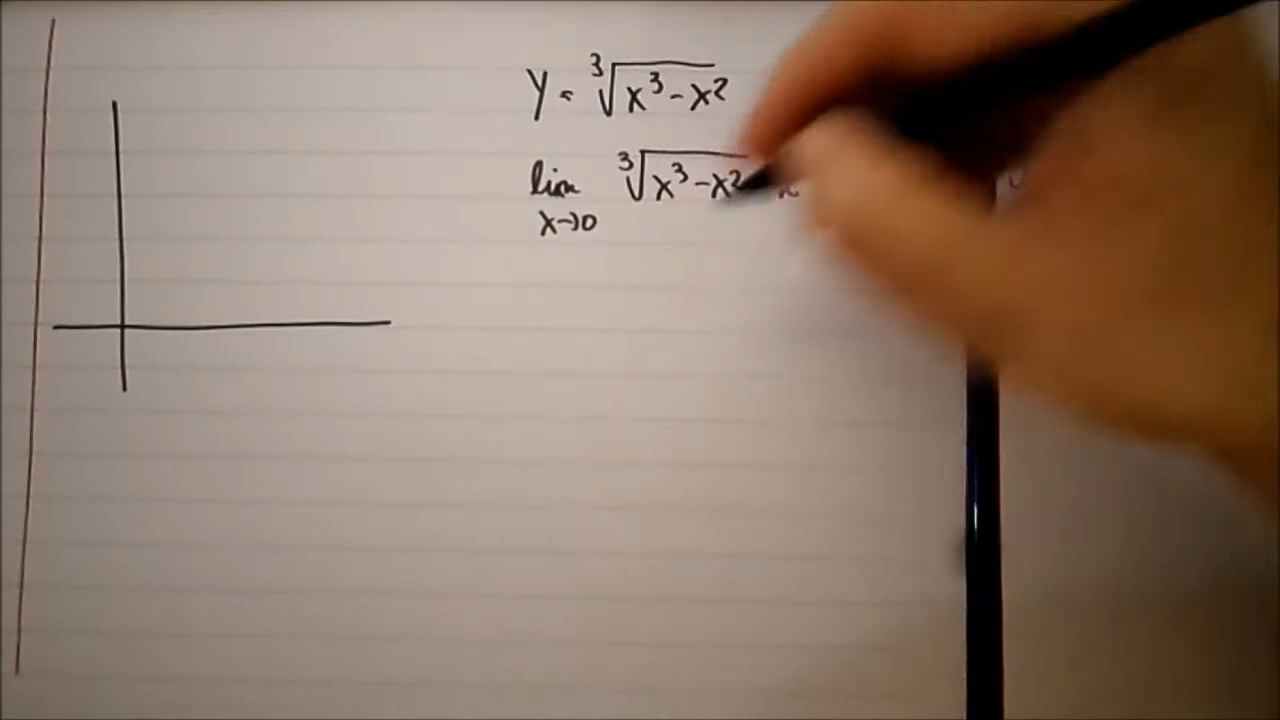 y = ∛(x³-x²)
lim ∛(x³-x²)
x→0